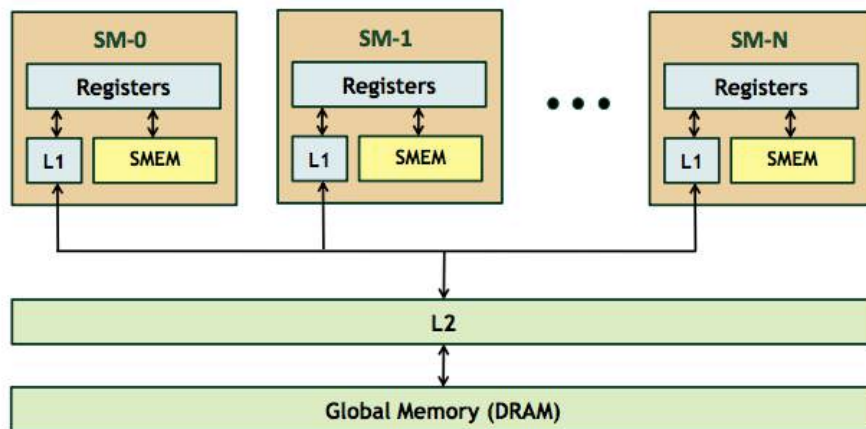 SM-0
SM-1
SM-N
Registers
Registers
Registers
L1
SMEM
L1
SMEM
L1
SMEM
L2
Global Memory (DRAM)